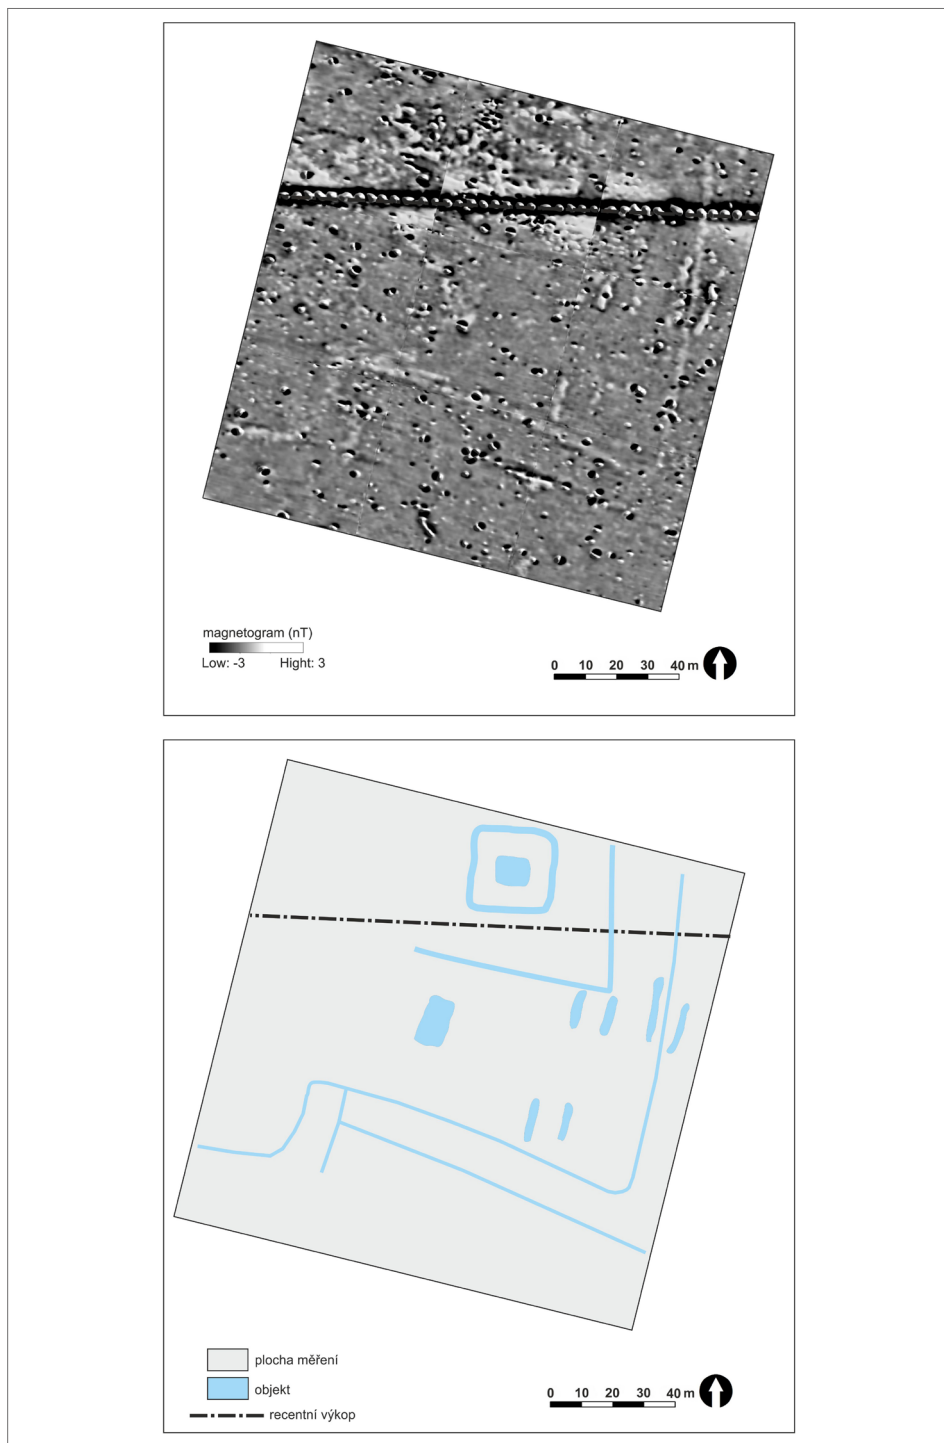 magnetogram (nT)
Low: -3 Hight: 3
0 10 20 30 40 m
plocha měření
objekt
recentní výkop
0 10 20 30 40 m